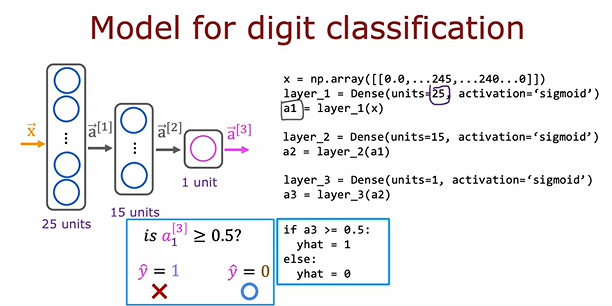 Model for digit classification
x = np.array([[0.0,...245,...240...0]])
layer_1 = Dense(units=25, activation=‘sigmoid’)
a1 = layer_1(x)
layer_2 = Dense(units=15, activation=‘sigmoid’)
a2 = layer_2(a1)
layer_3 = Dense(units=1, activation=‘sigmoid’)
a3 = layer_3(a2)
x⃗
a⃗[1]
a⃗[2]
a⃗[3]
25 units
15 units
1 unit
is a₁[3] ≥ 0.5?
ŷ = 1 ŷ = 0
if a3 >= 0.5:
yhat = 1
else:
yhat = 0